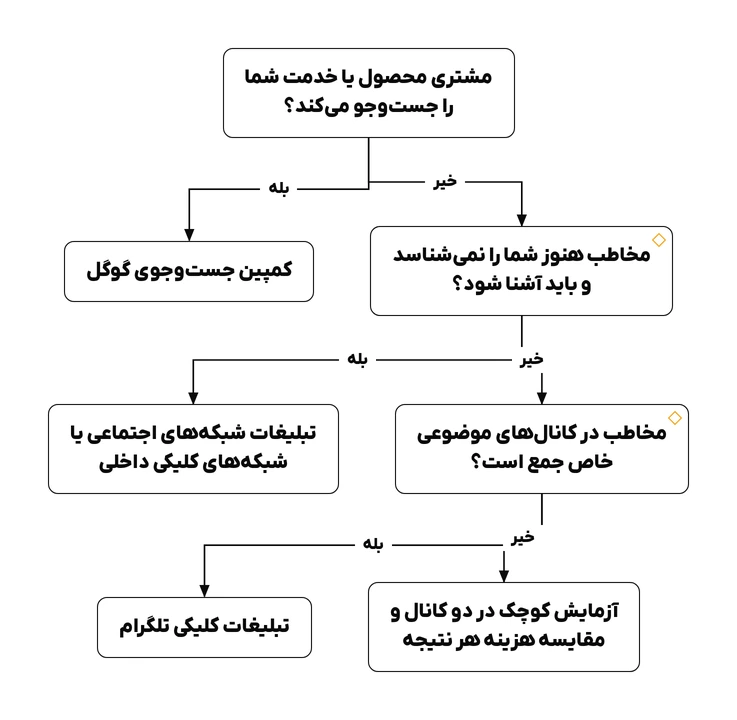 مشتری محصول یا خدمت شما
را جست‌وجو می‌کند؟
خیر
بله
مخاطب هنوز شما را نمی‌شناسد
و باید آشنا شود؟
کمپین جست‌وجوی گوگل
خیر
بله
مخاطب در کانال‌های موضوعی
خاص جمع است؟
تبلیغات شبکه‌های اجتماعی یا
شبکه‌های کلیکی داخلی
خیر
بله
آزمایش کوچک در دو کانال و
مقایسه هزینه هر نتیجه
تبلیغات کلیکی تلگرام